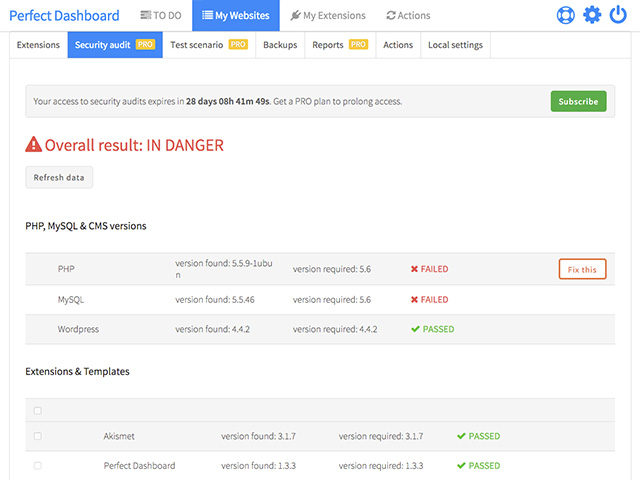 Perfect Dashboard TO DO My Websites My Extensions Actions
Extensions Security audit PRO Test scenario PRO Backups Reports PRO Actions Local settings
Your access to security audits expires in 28 days 08h 41m 49s. Get a PRO plan to prolong access. Subscribe
Overall result: IN DANGER
Refresh data
PHP, MySQL & CMS versions
PHP version found: 5.5.9-1ubu version required: 5.6 FAILED Fix this
n
MySQL version found: 5.5.46 version required: 5.6 FAILED
Wordpress version found: 4.4.2 version required: 4.4.2 PASSED
Extensions & Templates
Akismet version found: 3.1.7 version required: 3.1.7 PASSED
Perfect Dashboard version found: 1.3.3 version required: 1.3.3 PASSED